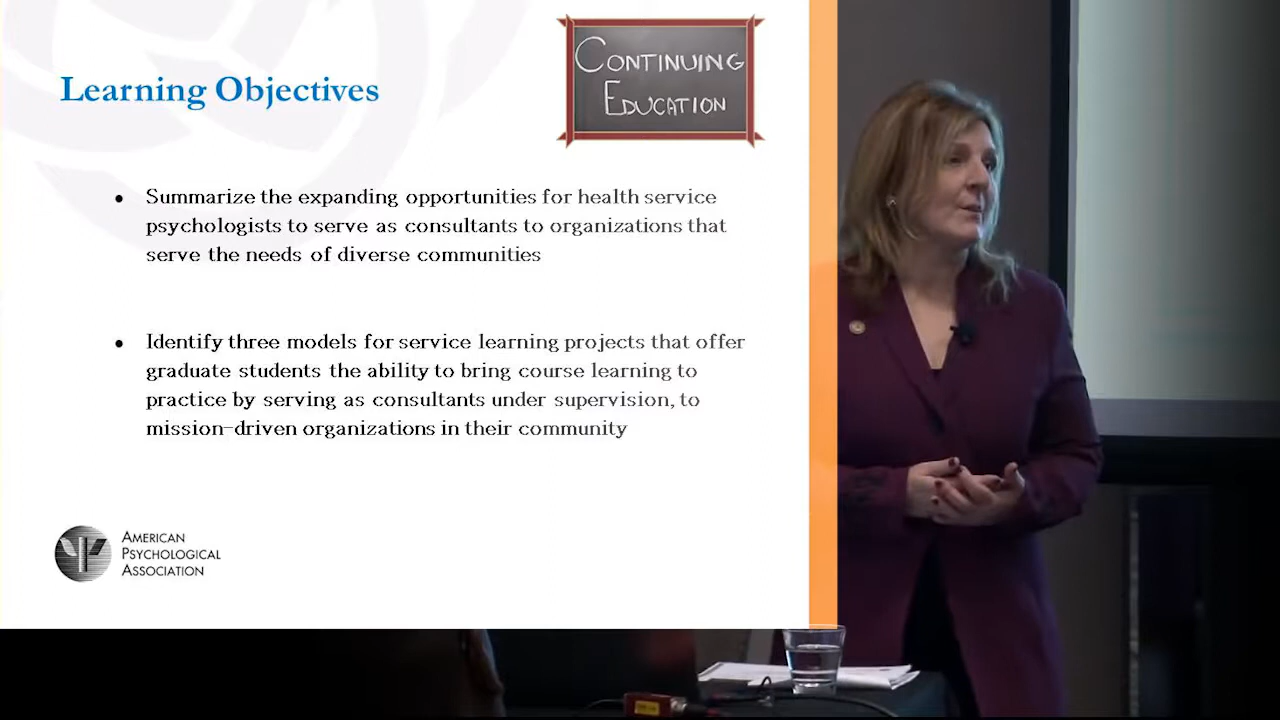 Learning Objectives
CONTINUING
EDUCATION
• Summarize the expanding opportunities for health service
psychologists to serve as consultants to organizations that
serve the needs of diverse communities
• Identify three models for service learning projects that offer
graduate students the ability to bring course learning to
practice by serving as consultants under supervision, to
mission-driven organizations in their community
AMERICAN
PSYCHOLOGICAL
ASSOCIATION